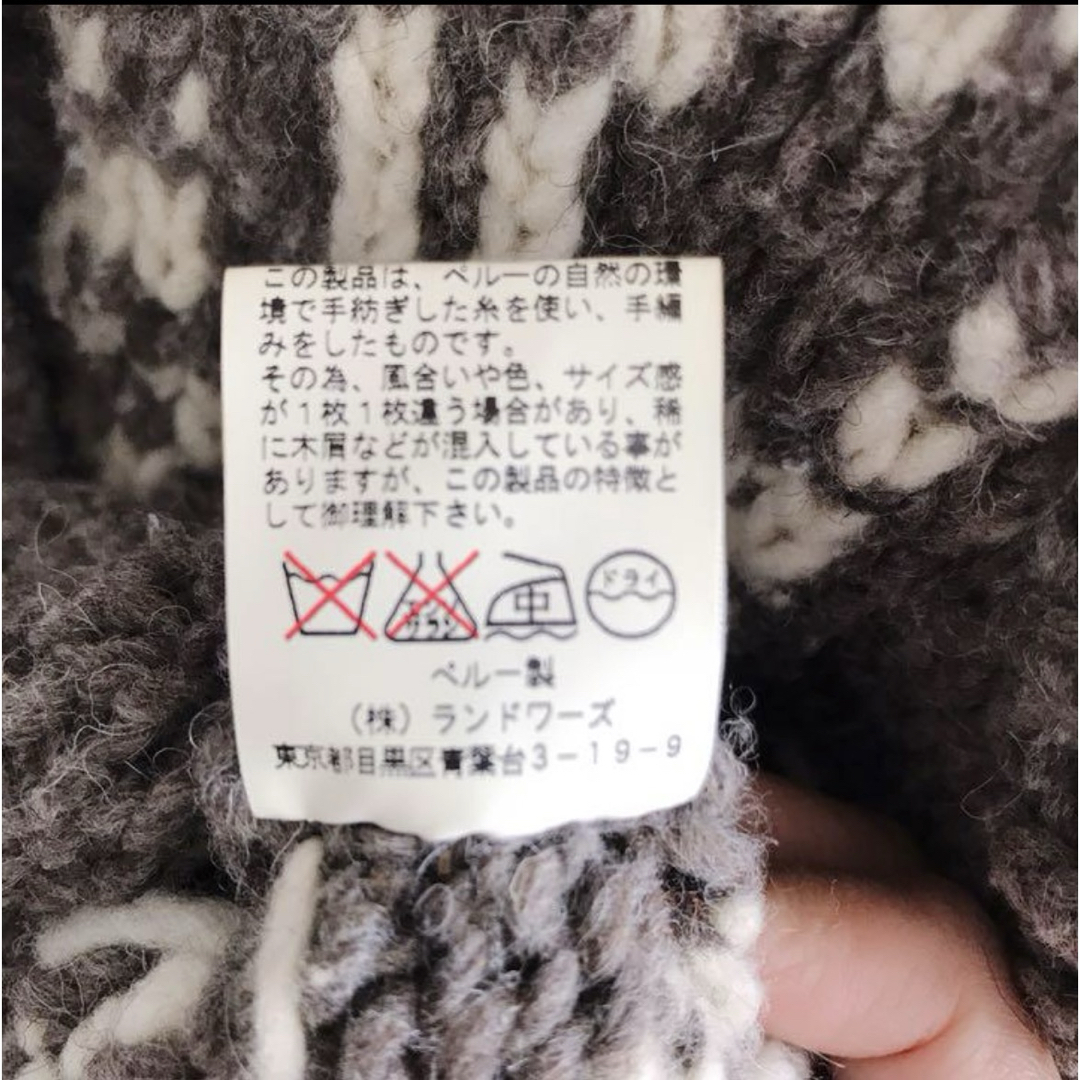 この製品は、ペルーの自然の環
境で手紡ぎした糸を使い、手編
みをしたものです。
その為、風合いや色、サイズ感
が１枚１枚違う場合があり、稀
に木屑などが混入している事が
ありますが、この製品の特徴と
して御理解下さい。
エンソ サラシ 中 ドライ
ペルー製
（株）ランドワーズ
東京都目黒区青葉台３－１９－９